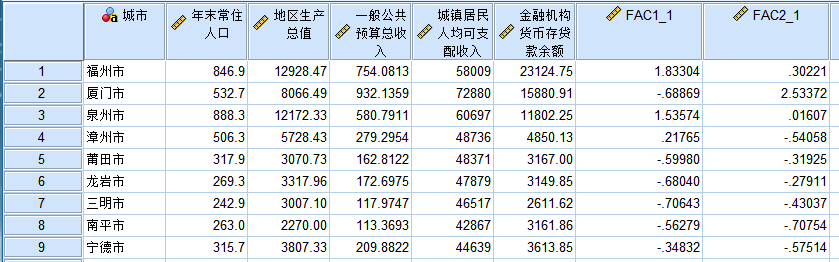 城市 年末常住人口 地区生产总值 一般公共预算总收入 城镇居民人均可支配收入 金融机构货币存贷款余额 FAC1_1 FAC2_1
1 福州市 846.9 12928.47 754.0813 58009 23124.75 1.83304 .30221
2 厦门市 532.7 8066.49 932.1359 72880 15880.91 -.68869 2.53372
3 泉州市 888.3 12172.33 580.7911 60697 11802.25 1.53574 .01607
4 漳州市 506.3 5728.43 279.2954 48736 4850.13 .21765 -.54058
5 莆田市 317.9 3070.73 162.8122 48371 3167.00 -.59980 -.31925
6 龙岩市 269.3 3317.96 172.6975 47879 3149.85 -.68040 -.27911
7 三明市 242.9 3007.10 117.9747 46517 2611.62 -.70643 -.43037
8 南平市 263.0 2270.00 113.3693 42867 3161.86 -.56279 -.70754
9 宁德市 315.7 3807.33 209.8822 44639 3613.85 -.34832 -.57514